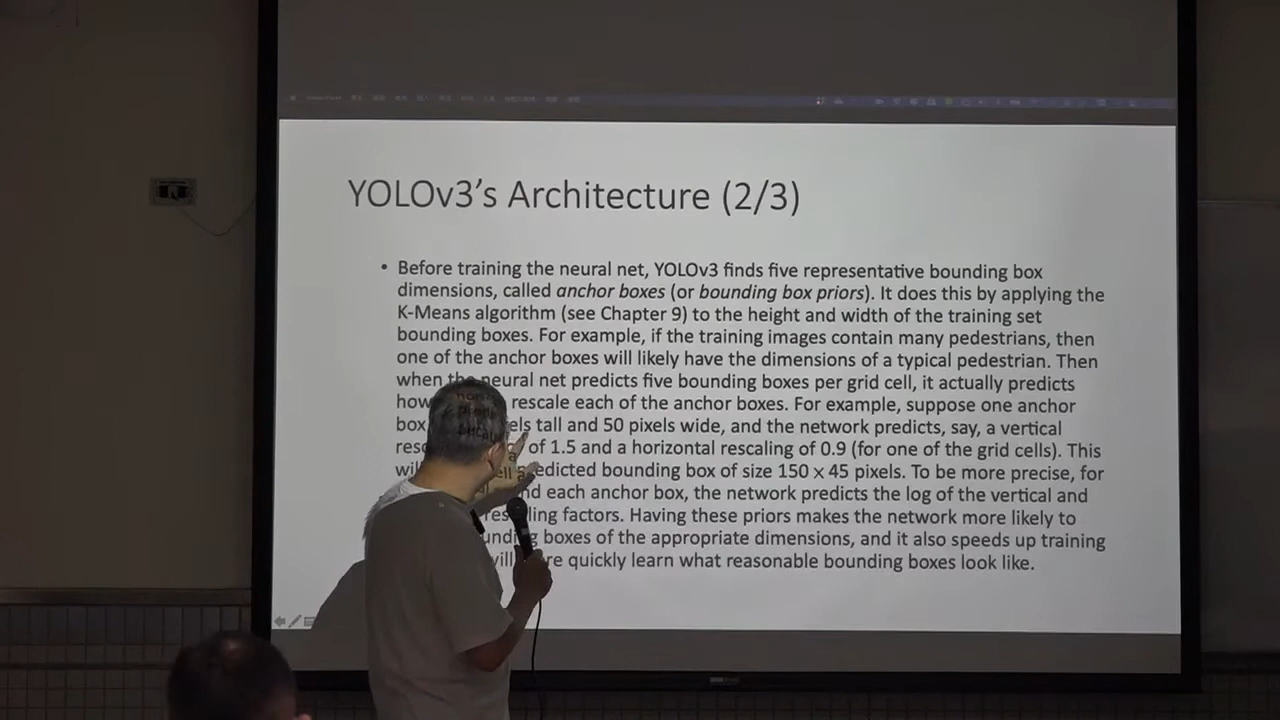 YOLOv3's Architecture (2/3)
• Before training the neural net, YOLOv3 finds five representative bounding box
dimensions, called anchor boxes (or bounding box priors). It does this by applying the
K-Means algorithm (see Chapter 9) to the height and width of the training set
bounding boxes. For example, if the training images contain many pedestrians, then
one of the anchor boxes will likely have the dimensions of a typical pedestrian. Then
when the neural net predicts five bounding boxes per grid cell, it actually predicts
how rescale each of the anchor boxes. For example, suppose one anchor
box tall and 50 pixels wide, and the network predicts, say, a vertical
of 1.5 and a horizontal rescaling of 0.9 (for one of the grid cells). This
bounding box of size 150 × 45 pixels. To be more precise, for
and each anchor box, the network predicts the log of the vertical and
factors. Having these priors makes the network more likely to
boxes of the appropriate dimensions, and it also speeds up training
quickly learn what reasonable bounding boxes look like.